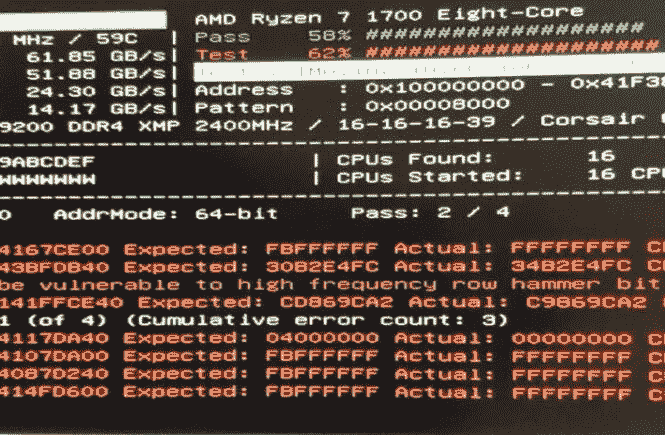 AMD Ryzen 7 1700 Eight-Core
MHz / 59C | Pass 58% #######################
61.85 GB/s| Test 62% ########################
51.88 GB/s|
24.30 GB/s| Address : 0x100000000 - 0x41F3
14.17 GB/s| Pattern : 0x00008000
9200 DDR4 XMP 2400MHz / 16-16-16-39 / Corsair
9ABCDEF | CPUs Found: 16
WWWWWWW | CPUs Started: 16 CPU
0 AddrMode: 64-bit Pass: 2 / 4
4167CE00 Expected: FBFFFFFF Actual: FFFFFFFF C
43BFDB40 Expected: 30B2E4FC Actual: 34B2E4FC C
be vulnerable to high frequency row hammer bit
141FFCE40 Expected: CD869CA2 Actual: C9869CA2
1 (of 4) (Cumulative error count: 3)
4117DA40 Expected: 04000000 Actual: 00000000 C
4107DA00 Expected: FBFFFFFF Actual: FFFFFFFF C
4087D240 Expected: FBFFFFFF Actual: FFFFFFFF C
414FD600 Expected: FBFFFFFF Actual: FFFFFFFF C